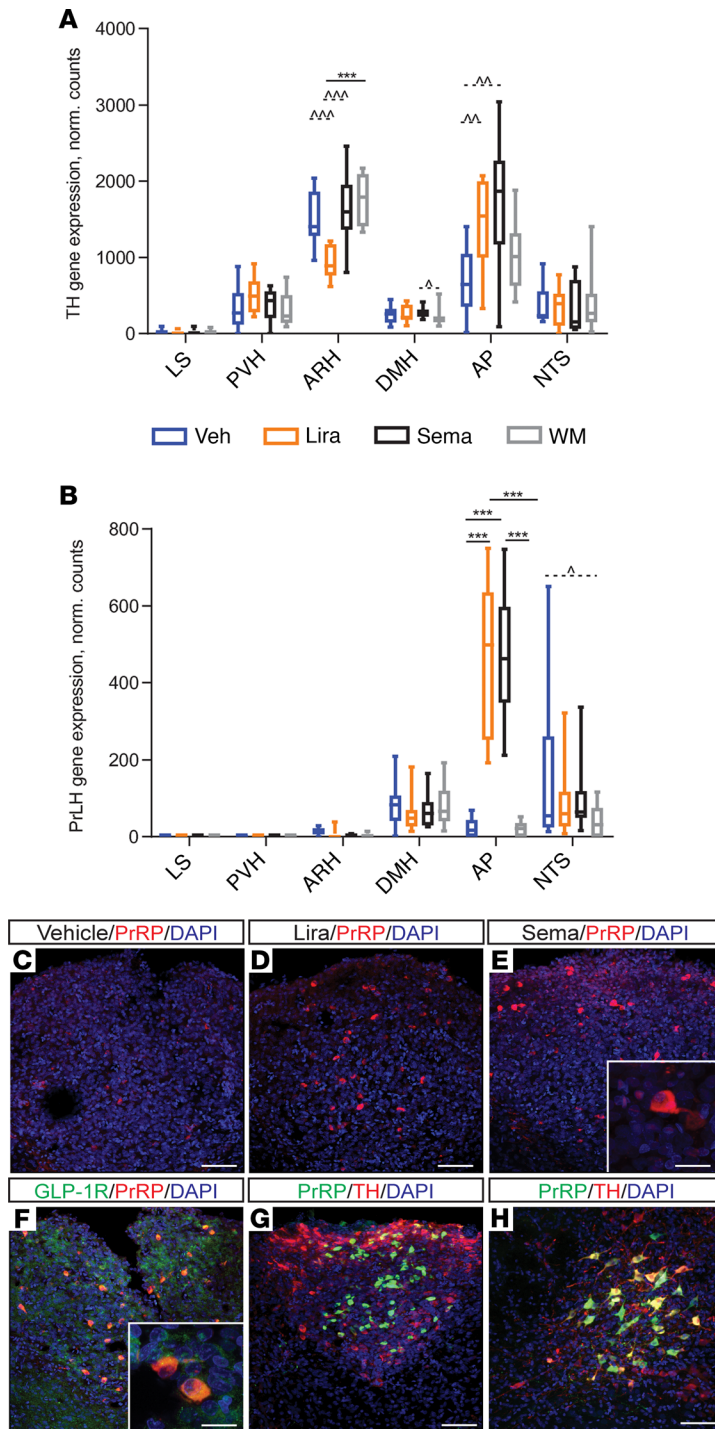 A
TH gene expression, norm. counts
4000
3000
2000
1000
0
***
^^^
^^^
^
^^
^^
LS
PVH
ARH
DMH
AP
NTS
Veh
Lira
Sema
WM
B
PrLH gene expression, norm. counts
800
600
400
200
0
***
***
***
***
^
LS
PVH
ARH
DMH
AP
NTS
Vehicle/PrRP/DAPI
Lira/PrRP/DAPI
Sema/PrRP/DAPI
C
D
E
GLP-1R/PrRP/DAPI
PrRP/TH/DAPI
PrRP/TH/DAPI
F
G
H